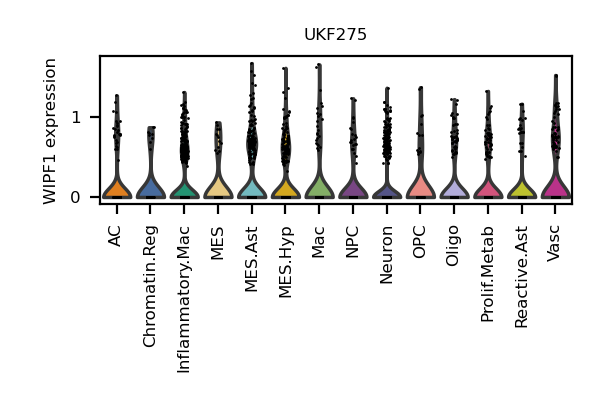 UKF275
WIPF1 expression
1
0
AC
Chromatin.Reg
Inflammatory.Mac
MES
MES.Ast
MES.Hyp
Mac
NPC
Neuron
OPC
Oligo
Prolif.Metab
Reactive.Ast
Vasc